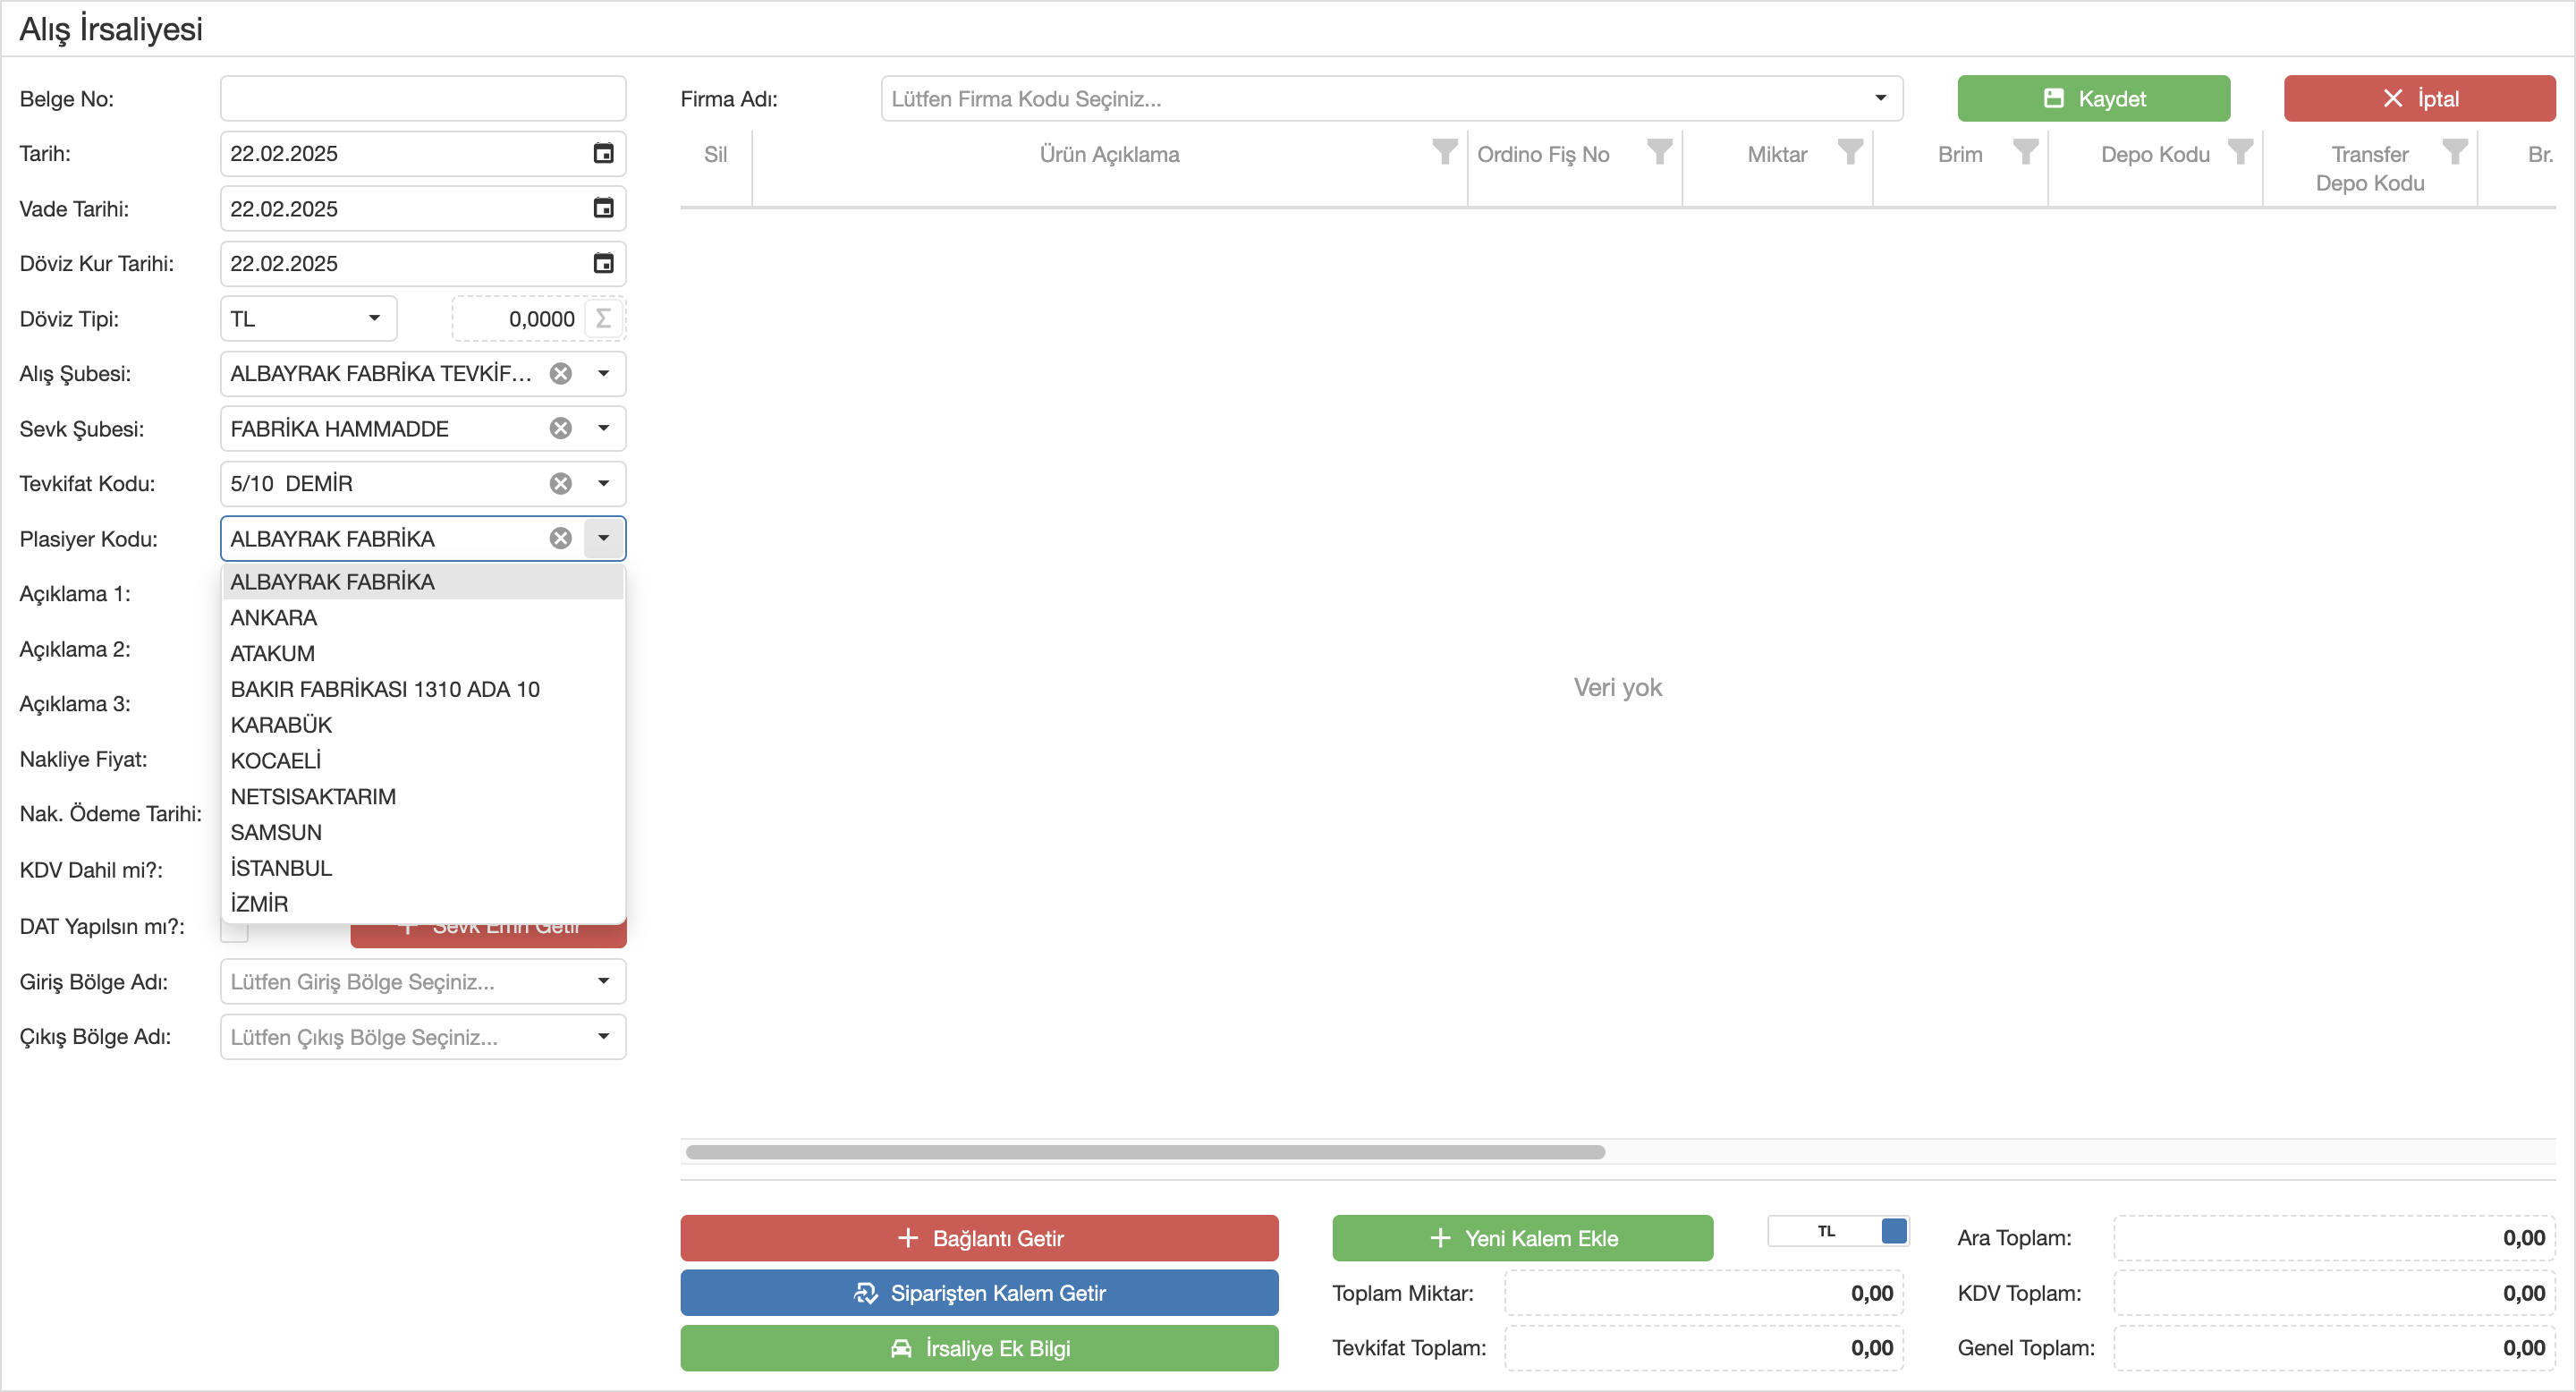 Alış İrsaliyesi
Belge No:
Tarih: 22.02.2025
Vade Tarihi: 22.02.2025
Döviz Kur Tarihi: 22.02.2025
Döviz Tipi: TL 0,0000 Σ
Alış Şubesi: ALBAYRAK FABRİKA TEVKİF...
Sevk Şubesi: FABRİKA HAMMADDE
Tevkifat Kodu: 5/10 DEMİR
Plasiyer Kodu: ALBAYRAK FABRİKA
ALBAYRAK FABRİKA
ANKARA
ATAKUM
BAKIR FABRİKASI 1310 ADA 10
KARABÜK
KOCAELİ
NETSISAKTARIM
SAMSUN
İSTANBUL
İZMİR
Açıklama 1:
Açıklama 2:
Açıklama 3:
Nakliye Fiyat:
Nak. Ödeme Tarihi:
KDV Dahil mi?:
DAT Yapılsın mı?: Sevk Emri Getir
Giriş Bölge Adı: Lütfen Giriş Bölge Seçiniz...
Çıkış Bölge Adı: Lütfen Çıkış Bölge Seçiniz...
Firma Adı: Lütfen Firma Kodu Seçiniz...
Kaydet
İptal
Sil
Ürün Açıklama
Ordino Fiş No
Miktar
Brim
Depo Kodu
Transfer
Depo Kodu
Br.
Veri yok
Bağlantı Getir
Siparişten Kalem Getir
İrsaliye Ek Bilgi
Yeni Kalem Ekle
TL
Toplam Miktar: 0,00
Tevkifat Toplam: 0,00
Ara Toplam: 0,00
KDV Toplam: 0,00
Genel Toplam: 0,00